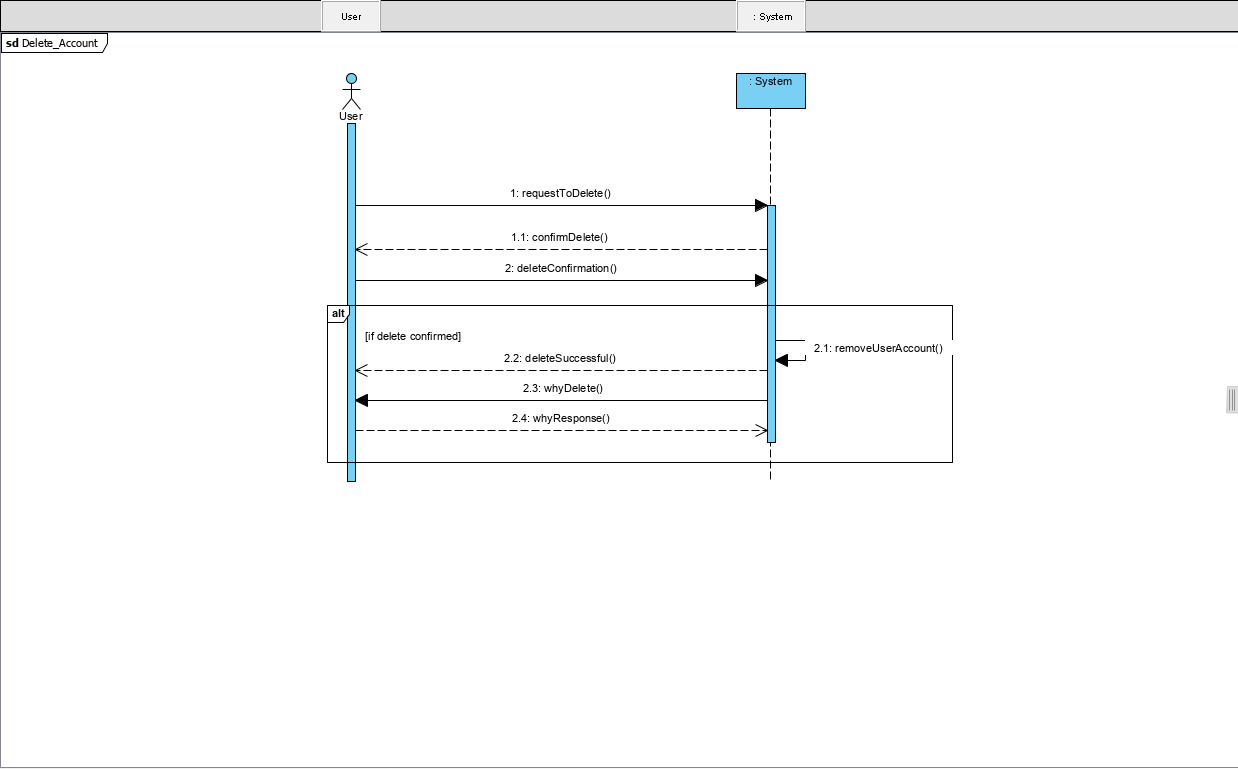 User
: System
sd Delete_Account
: System
User
1: requestToDelete()
1.1: confirmDelete()
2: deleteConfirmation()
alt
[if delete confirmed]
2.1: removeUserAccount()
2.2: deleteSuccessful()
2.3: whyDelete()
2.4: whyResponse()